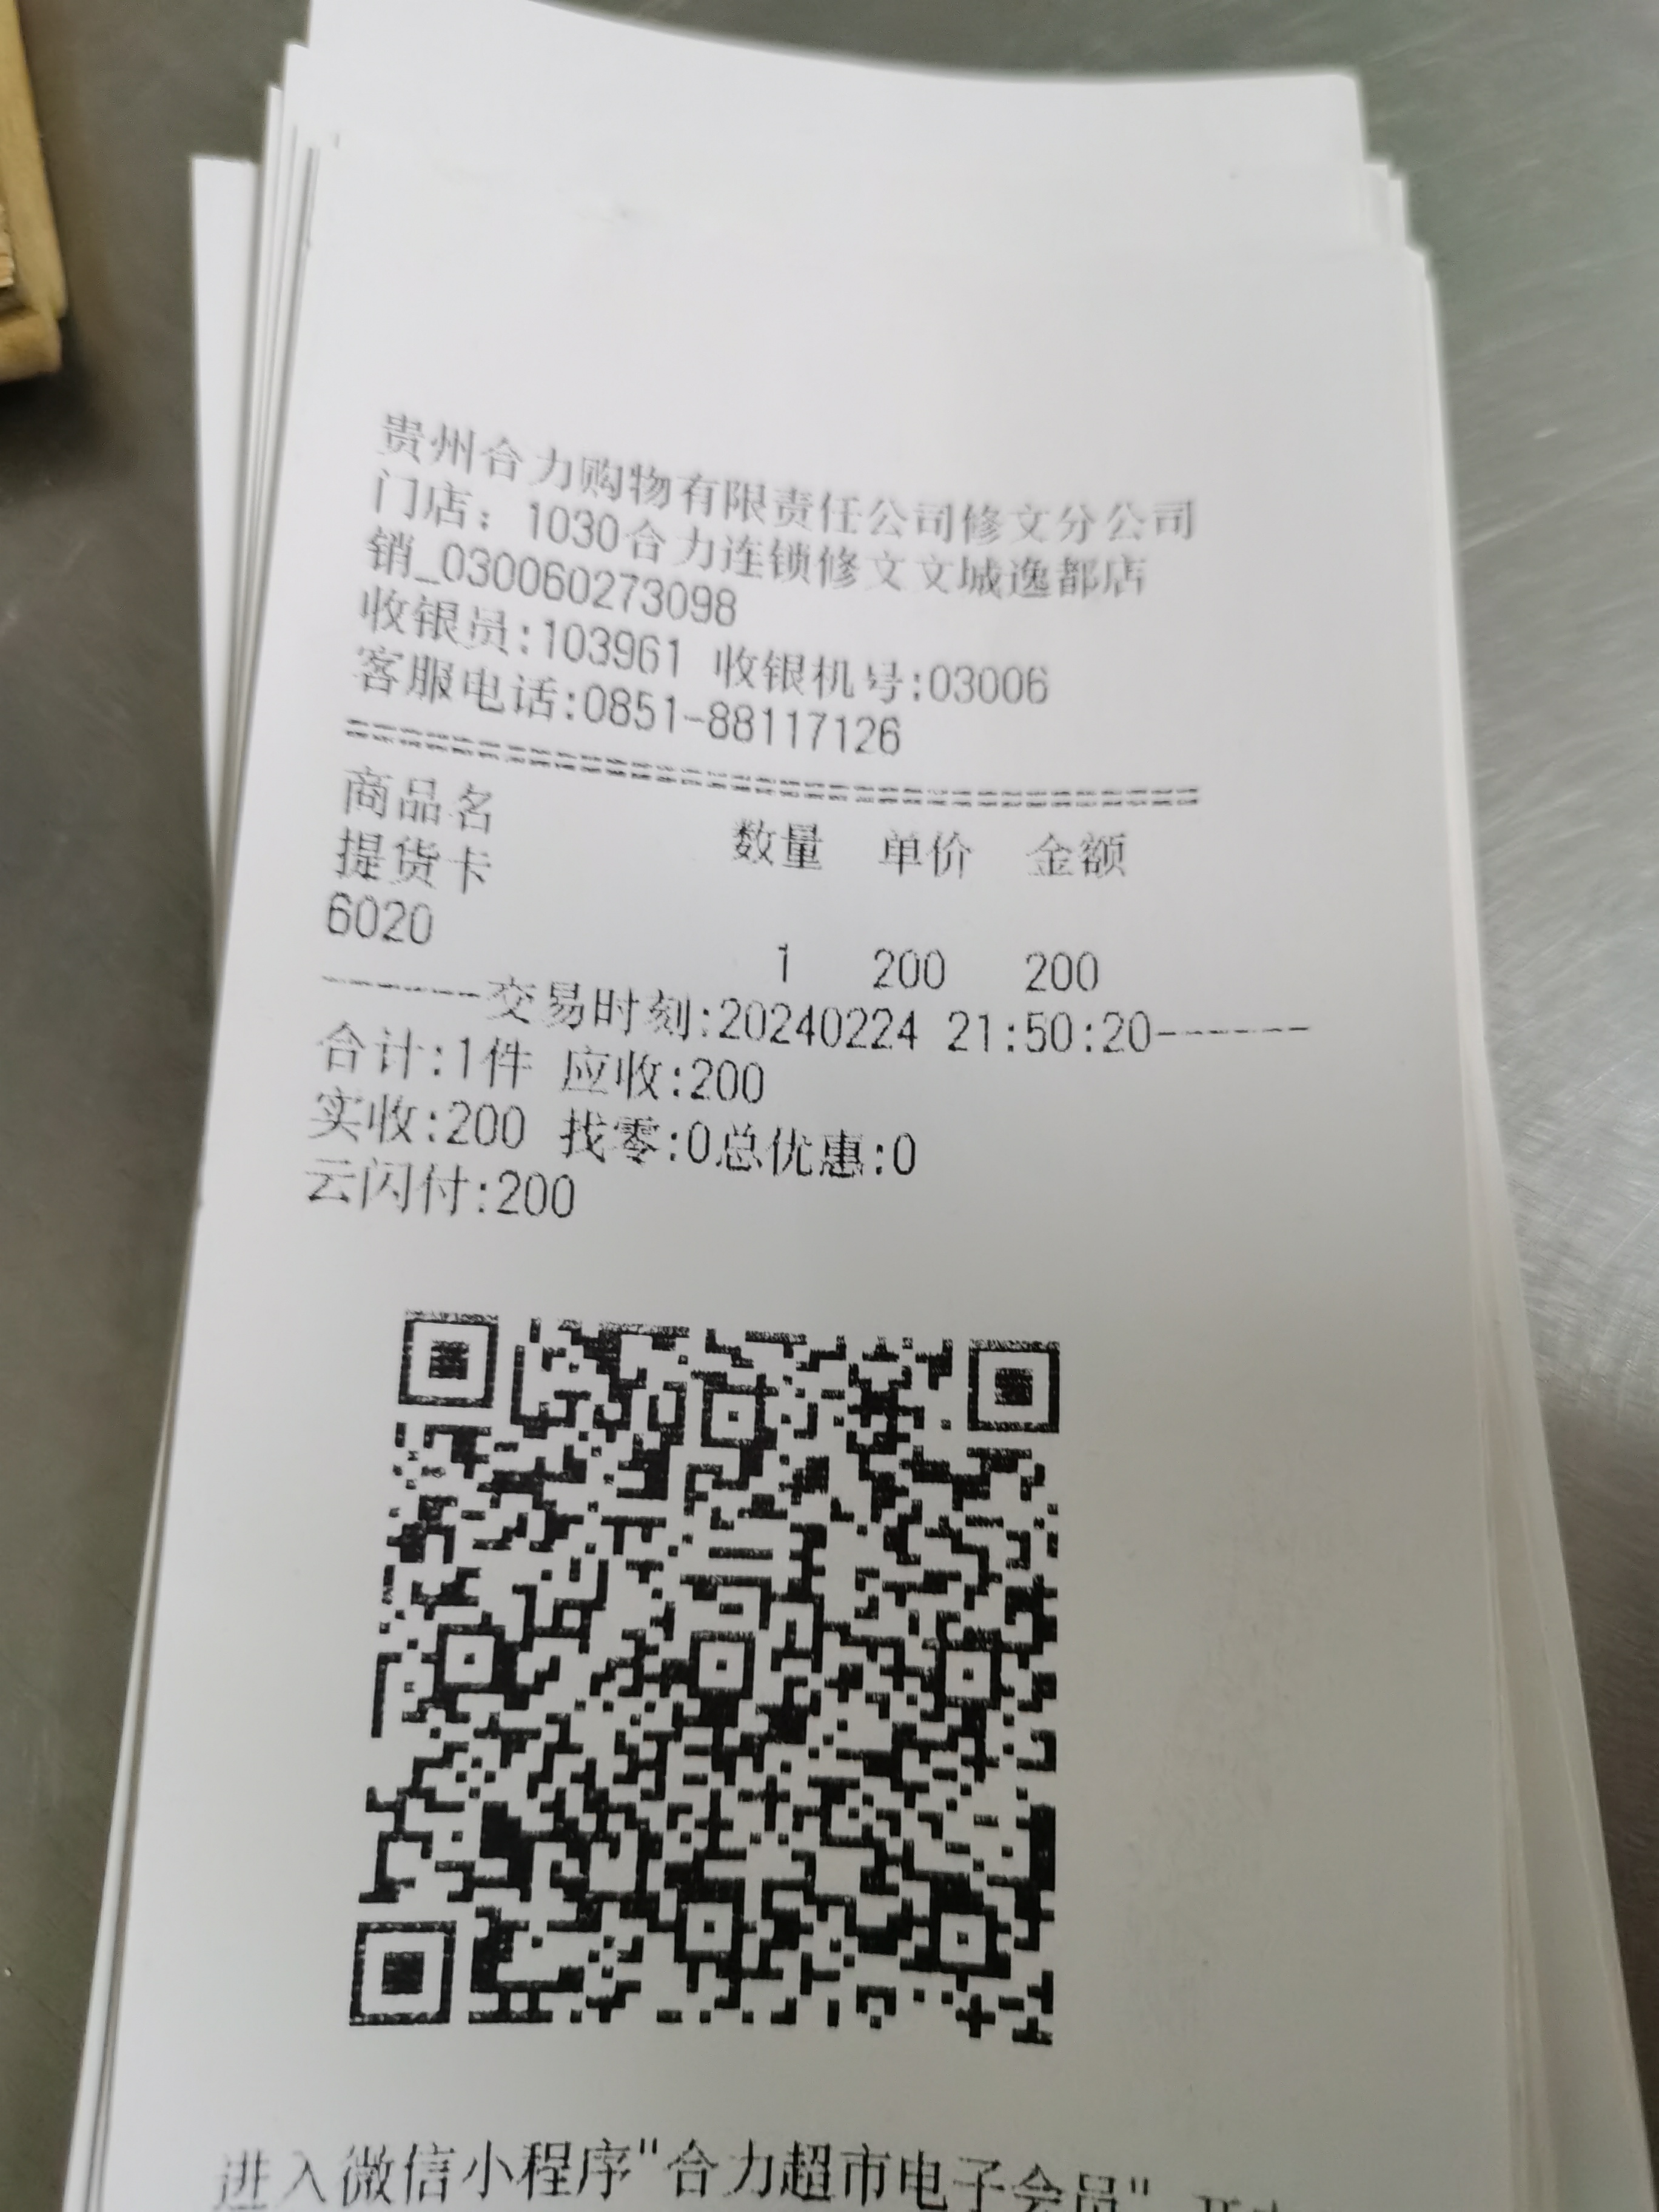 贵州合力购物有限责任公司修文分公司
门店：1030合力连锁修文文城逸都店
销_030060273098
收银员:103961 收银机号:03006
客服电话:0851-88117126
================================
商品名 数量 单价 金额
提货卡
6020 1 200 200
------交易时刻:20240224 21:50:20------
合计:1件 应收:200
实收:200 找零:0总优惠:0
云闪付:200
进入微信小程序"合力超市电子会员"